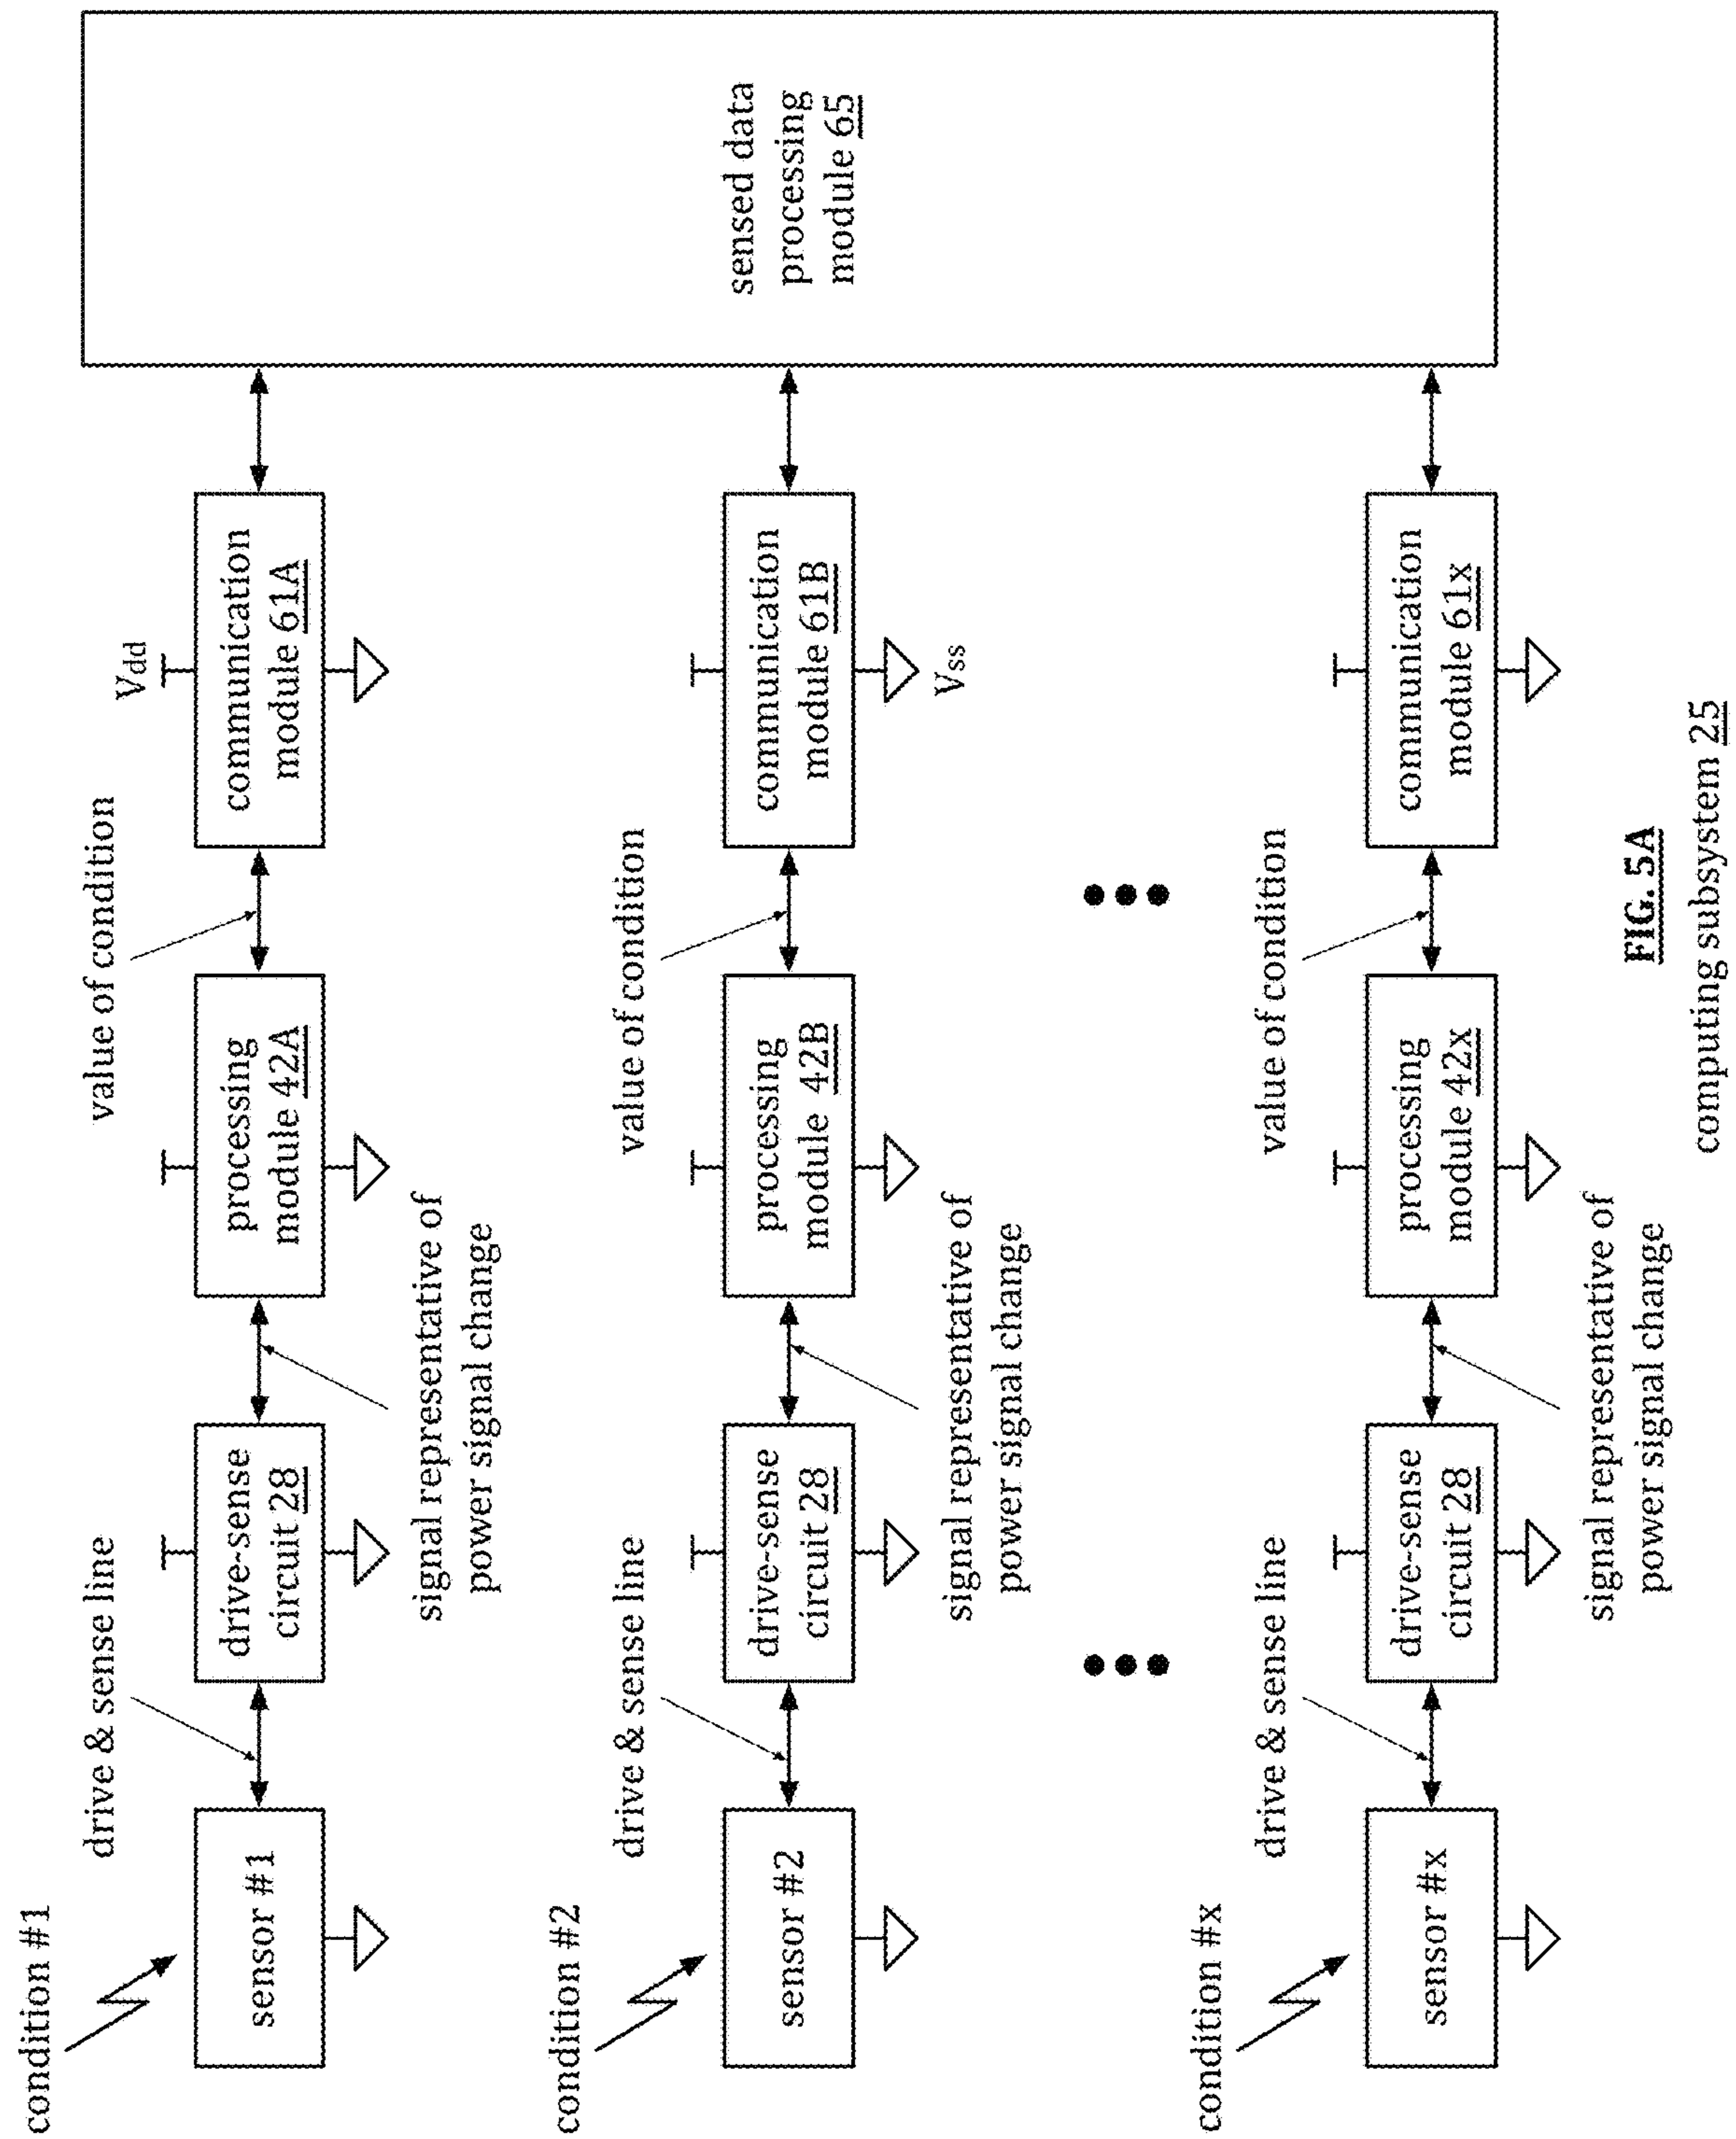 condition #1
sensor #1
drive & sense line
drive-sense
circuit 28
signal representative of
power signal change
processing
module 42A
value of condition
Vdd
communication
module 61A
condition #2
sensor #2
drive & sense line
drive-sense
circuit 28
signal representative of
power signal change
processing
module 42B
value of condition
communication
module 61B
Vss
condition #x
sensor #x
drive & sense line
drive-sense
circuit 28
signal representative of
power signal change
processing
module 42x
value of condition
communication
module 61x
sensed data
processing
module 65
FIG. 5A
computing subsystem 25